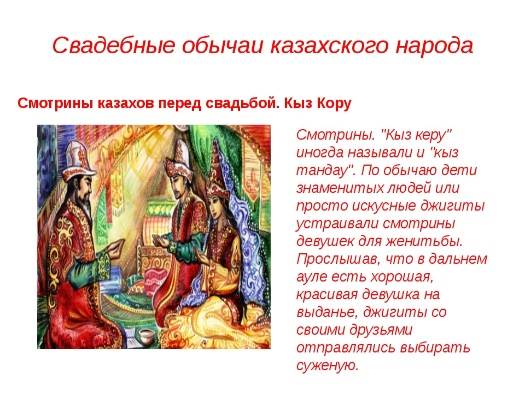 Свадебные обычаи казахского народа
Смотрины казахов перед свадьбой. Кыз Кору
Смотрины. "Кыз керу"
иногда называли и "кыз
тандау". По обычаю дети
знаменитых людей или
просто искусные джигиты
устраивали смотрины
девушек для женитьбы.
Прослышав, что в дальнем
ауле есть хорошая,
красивая девушка на
выданье, джигиты со
своими друзьями
отправлялись выбирать
суженую.